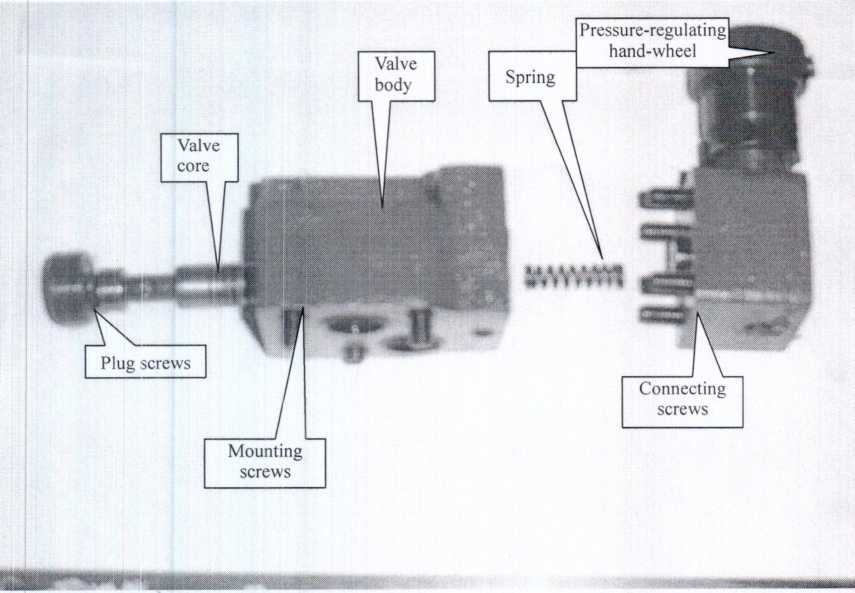 Pressure-regulating
hand-wheel
Valve
body
Spring
Valve
core
Plug screws
Connecting
screws
Mounting
screws